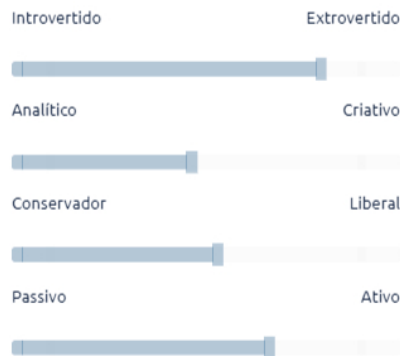 Introvertido Extrovertido
Analítico Criativo
Conservador Liberal
Passivo Ativo